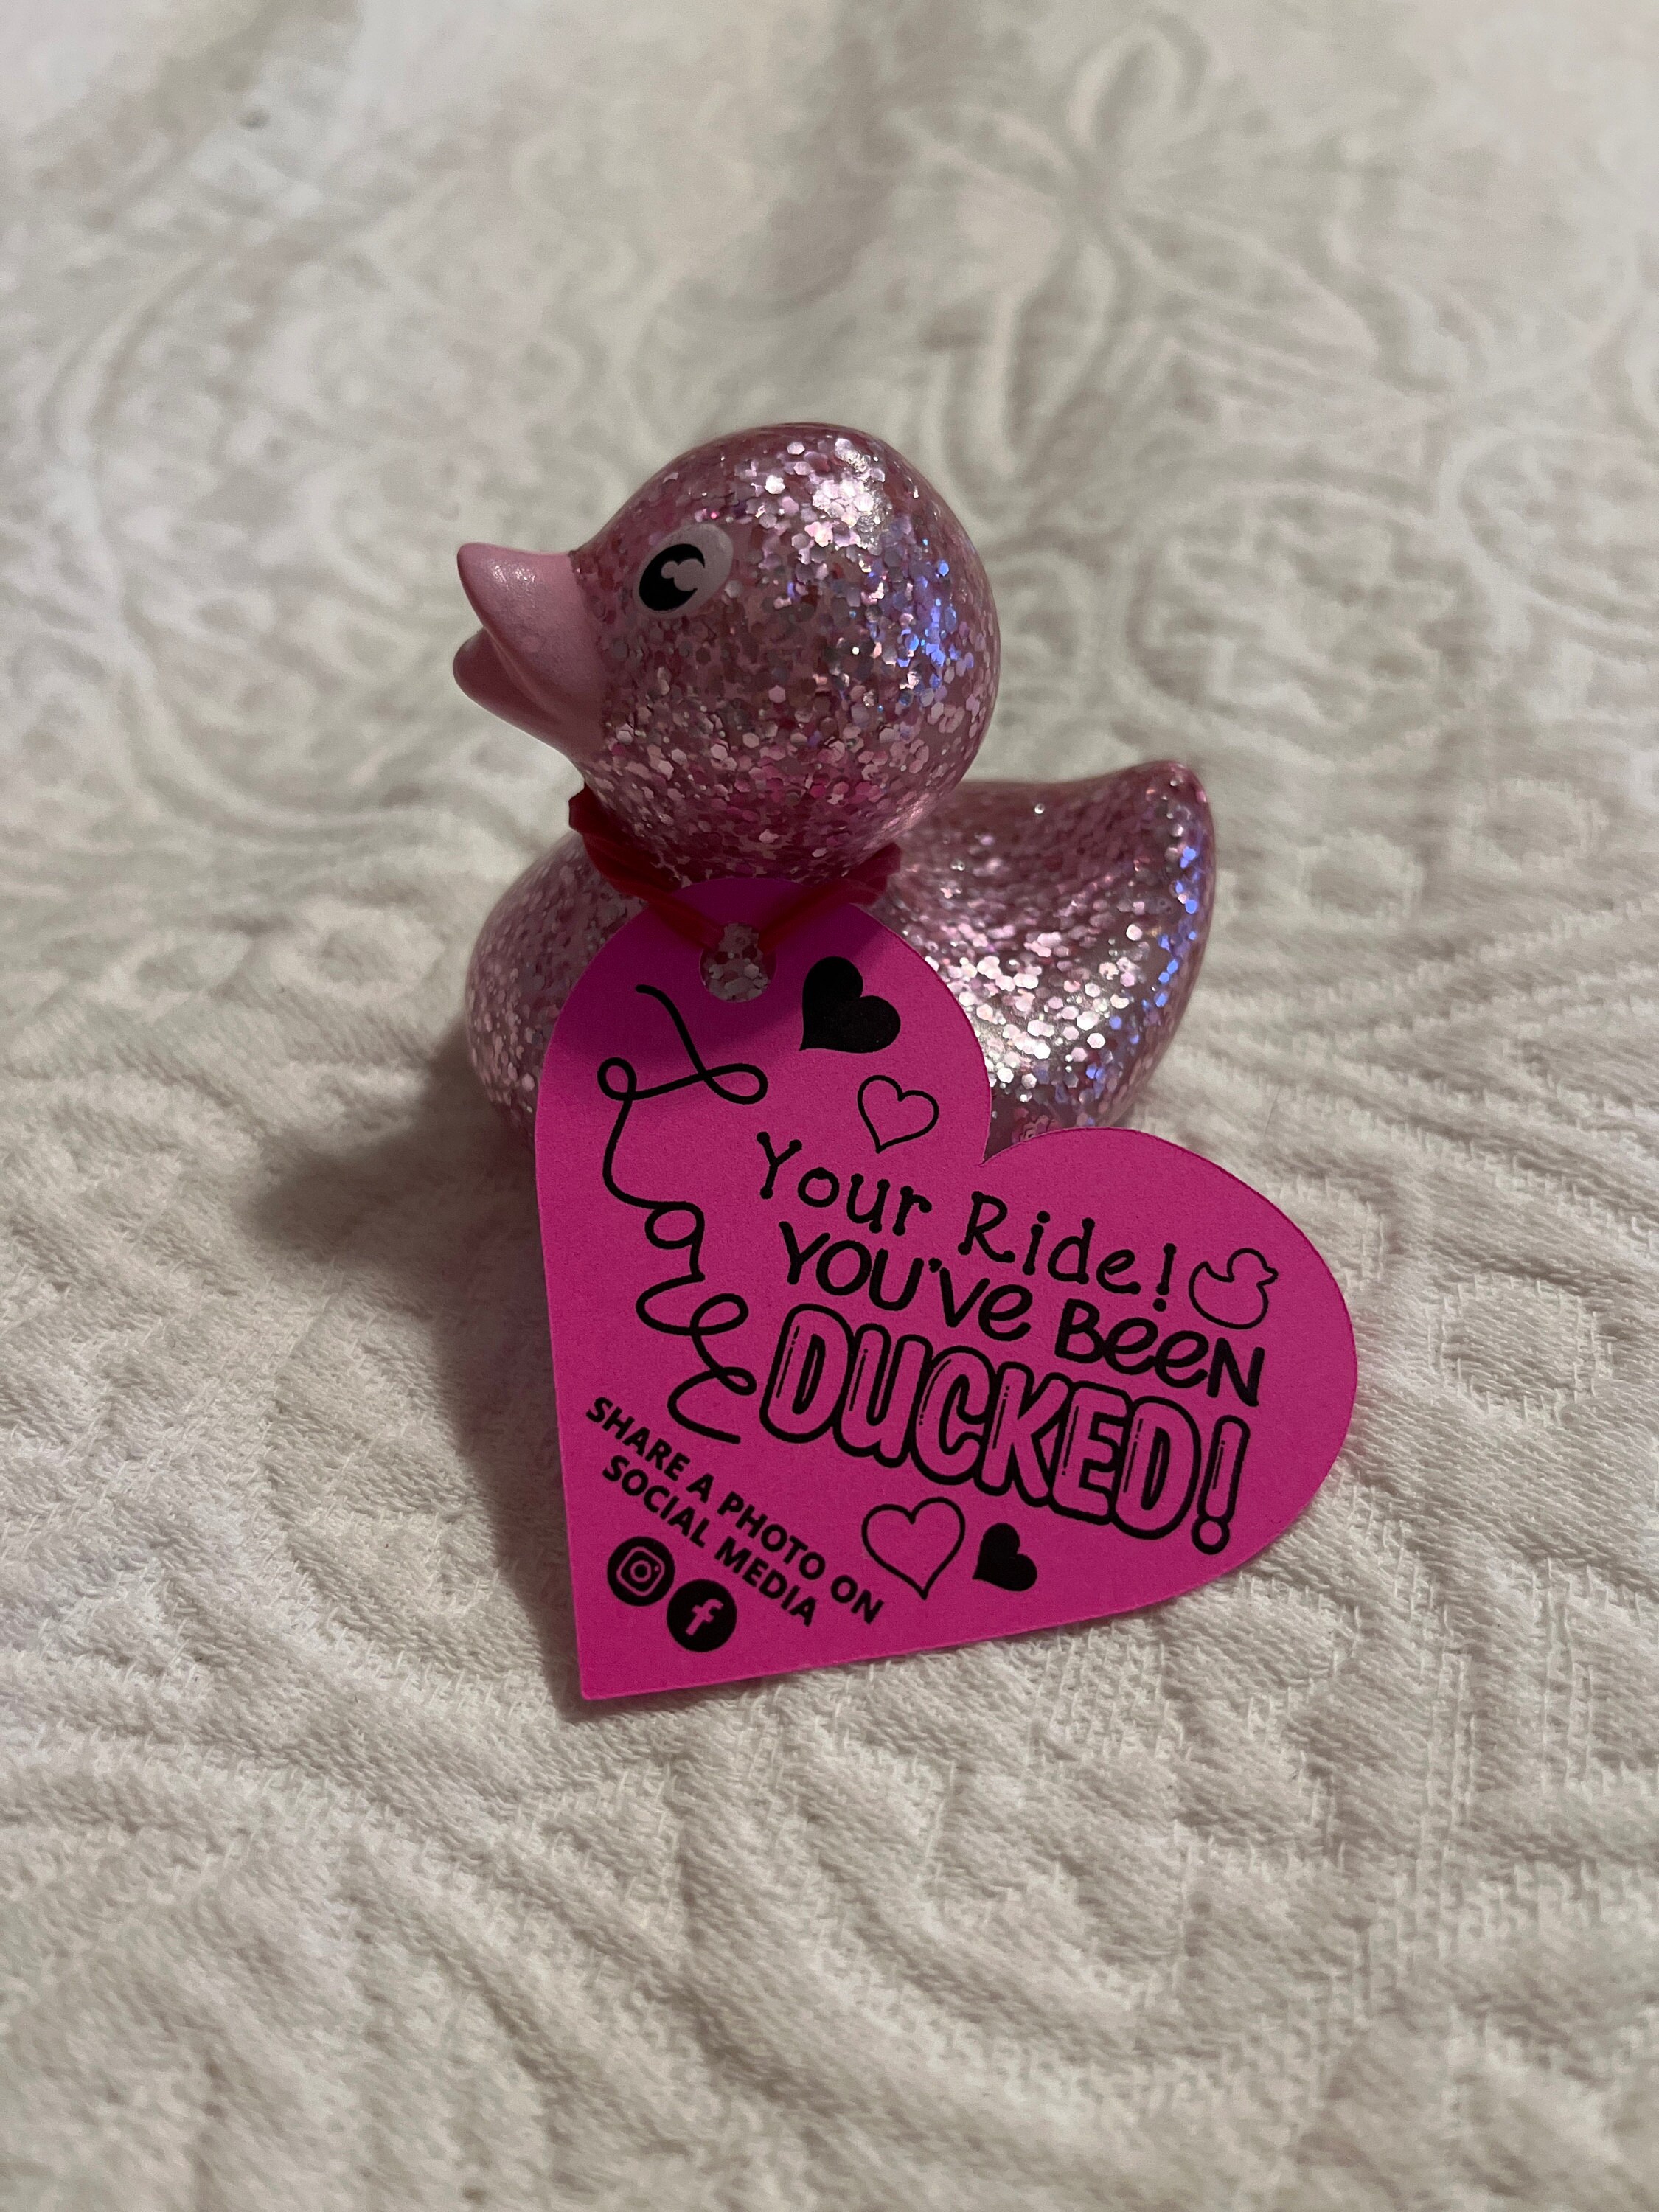 Love
Your Ride!
YOU'VE BEEN
DUCKED!
SHARE A PHOTO ON
SOCIAL MEDIA
f